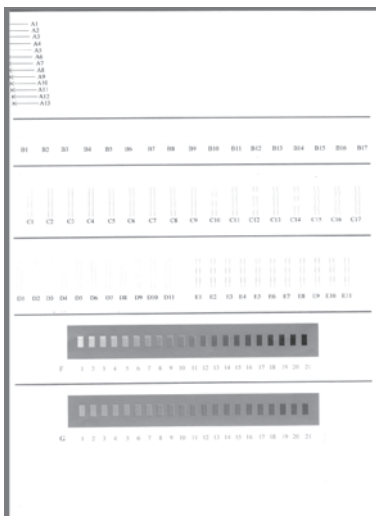 A1
A2
A3
A4
A5
A6
A7
A8
A9
A10
A11
A12
A13
B1 B2 B3 B4 B5 B6 B7 B8 B9 B10 B11 B12 B13 B14 B15 B16 B17
C1 C2 C3 C4 C5 C6 C7 C8 C9 C10 C11 C12 C13 C14 C15 C16 C17
D1 D2 D3 D4 D5 D6 D7 D8 D9 D10 D11 E1 E2 E3 E4 E5 E6 E7 E8 E9 E10 E11
F 1 2 3 4 5 6 7 8 9 10 11 12 13 14 15 16 17 18 19 20 21
G 1 2 3 4 5 6 7 8 9 10 11 12 13 14 15 16 17 18 19 20 21